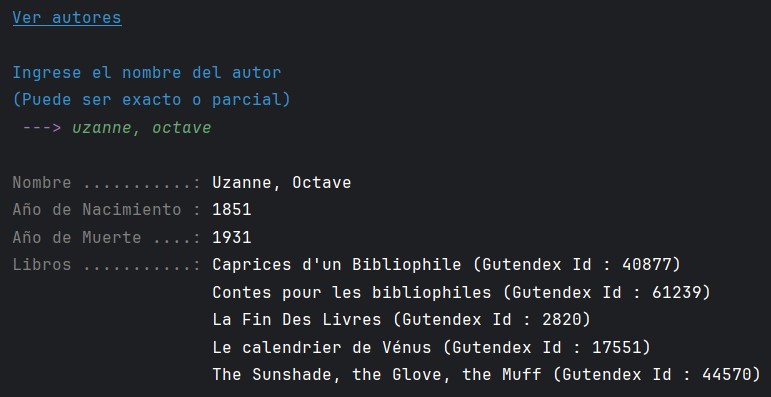 Ver autores
Ingrese el nombre del autor
(Puede ser exacto o parcial)
---> uzanne, octave
Nombre ...........: Uzanne, Octave
Año de Nacimiento : 1851
Año de Muerte ....: 1931
Libros ...........: Caprices d'un Bibliophile (Gutendex Id : 40877)
Contes pour les bibliophiles (Gutendex Id : 61239)
La Fin Des Livres (Gutendex Id : 2820)
Le calendrier de Vénus (Gutendex Id : 17551)
The Sunshade, the Glove, the Muff (Gutendex Id : 44570)